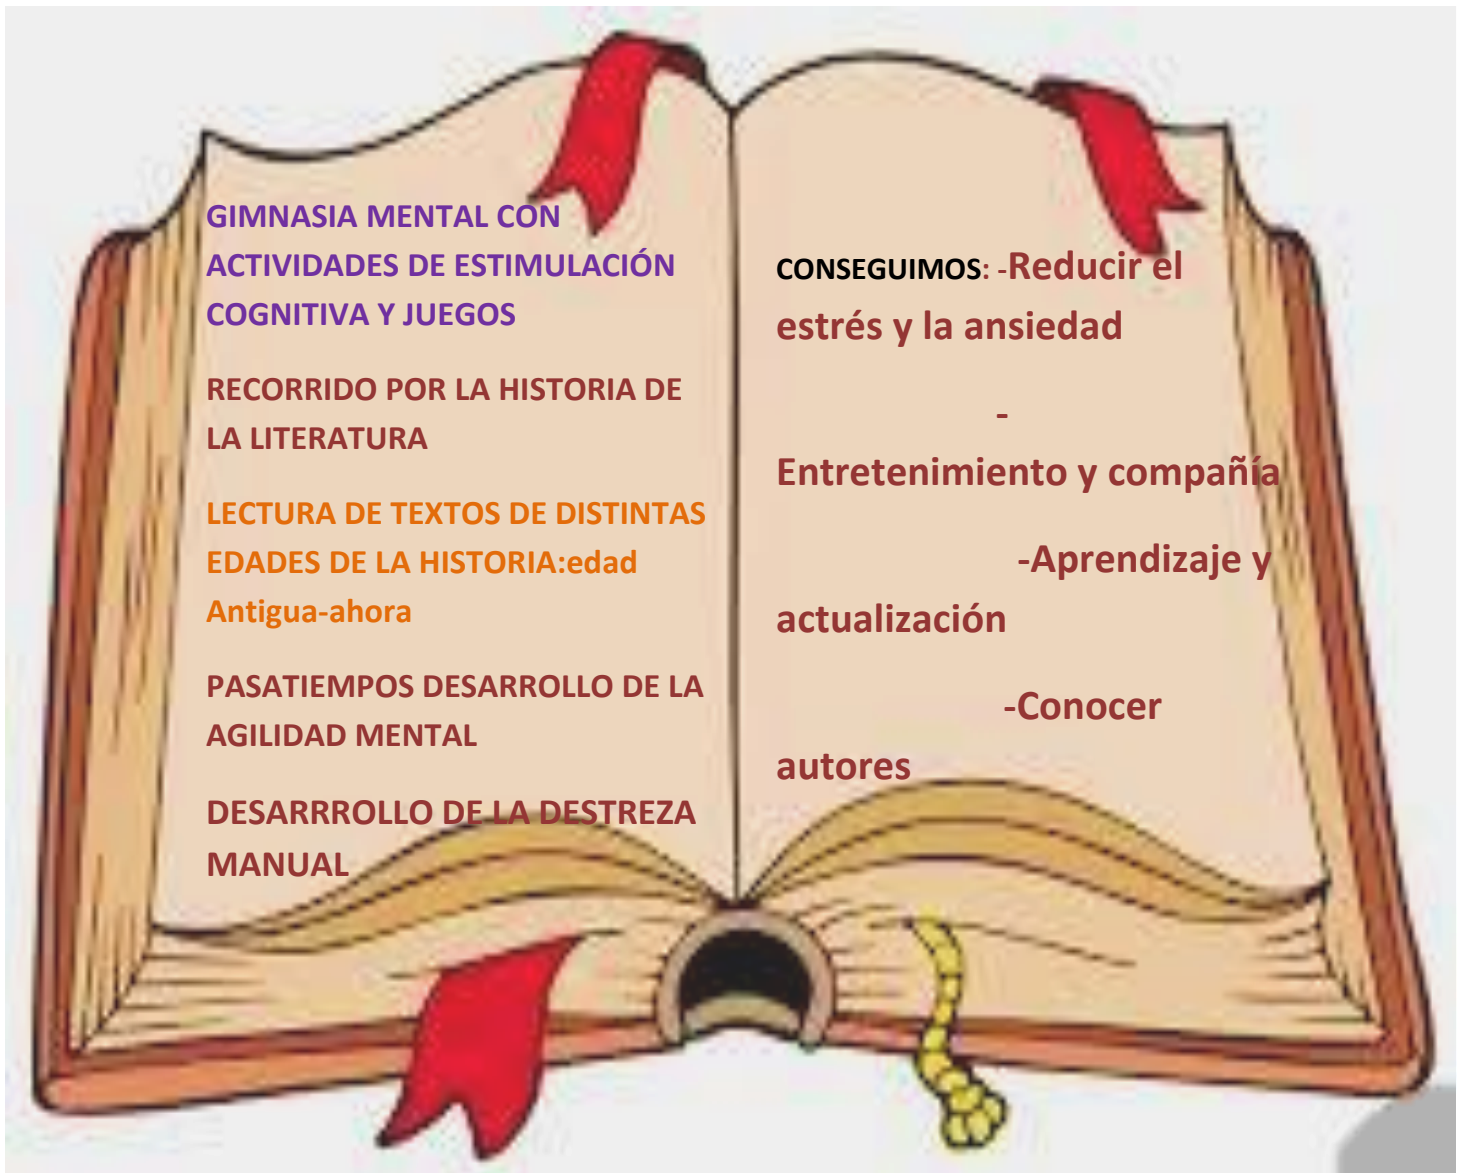 GIMNASIA MENTAL CON
ACTIVIDADES DE ESTIMULACIÓN
COGNITIVA Y JUEGOS
RECORRIDO POR LA HISTORIA DE
LA LITERATURA
LECTURA DE TEXTOS DE DISTINTAS
EDADES DE LA HISTORIA:edad
Antigua-ahora
PASATIEMPOS DESARROLLO DE LA
AGILIDAD MENTAL
DESARRROLLO DE LA DESTREZA
MANUAL
CONSEGUIMOS: -Reducir el
estrés y la ansiedad
-
Entretenimiento y compañía
-Aprendizaje y
actualización
-Conocer
autores